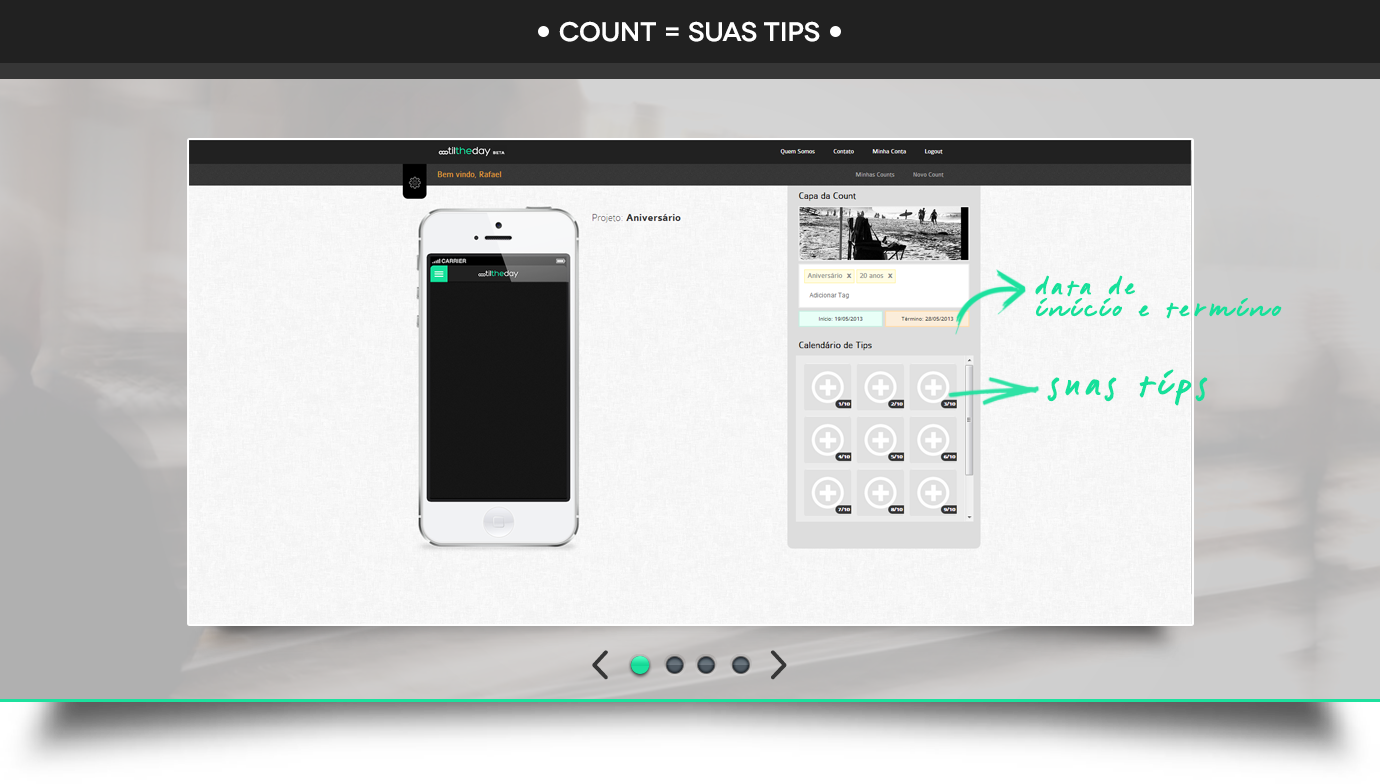 • COUNT = SUAS TIPS •
tiltheday BETA
Quem Somos Contato Minha Conta Logout
Bem vindo, Rafael
Minhas Counts Novo Count
Projeto: Aniversário
CARRIER
tiltheday
Capa da Count
Aniversário x 20 anos x
Adicionar Tag
Início: 19/05/2013 Término: 28/05/2013
data de
início e termino
Calendário de Tips
1/10 2/10 3/10
suas tips
4/10 5/10 6/10
7/10 8/10 9/10